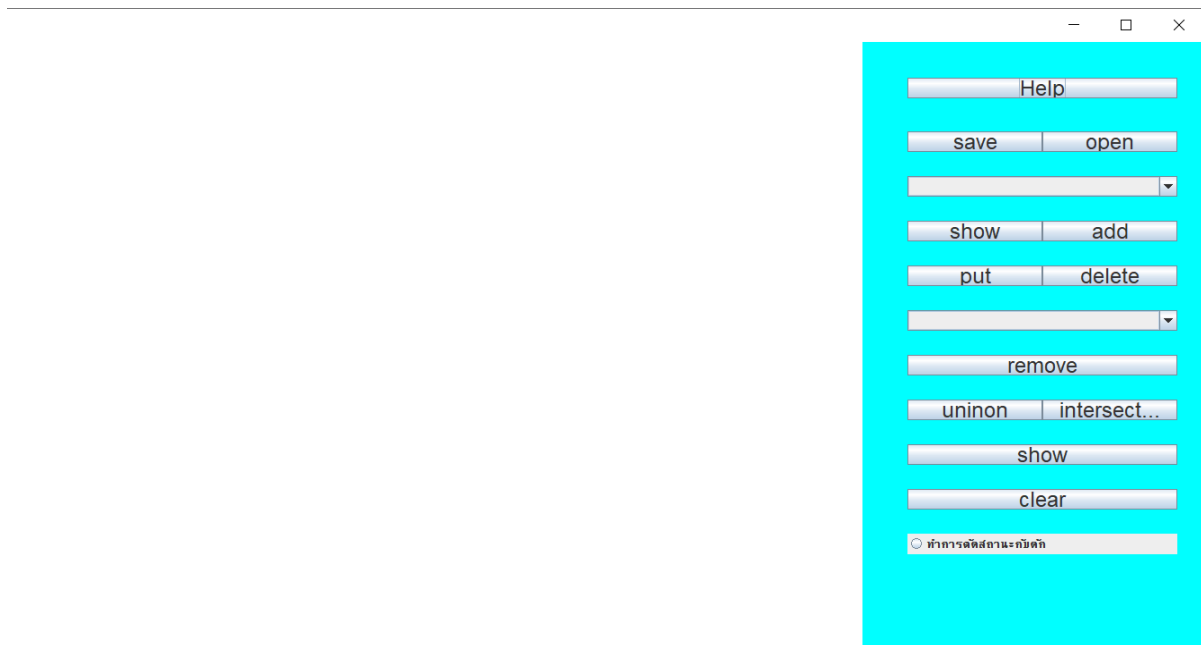 Help
save open
show add
put delete
remove
uninon intersect...
show
clear
ทำการตัดสถานะกับดัก